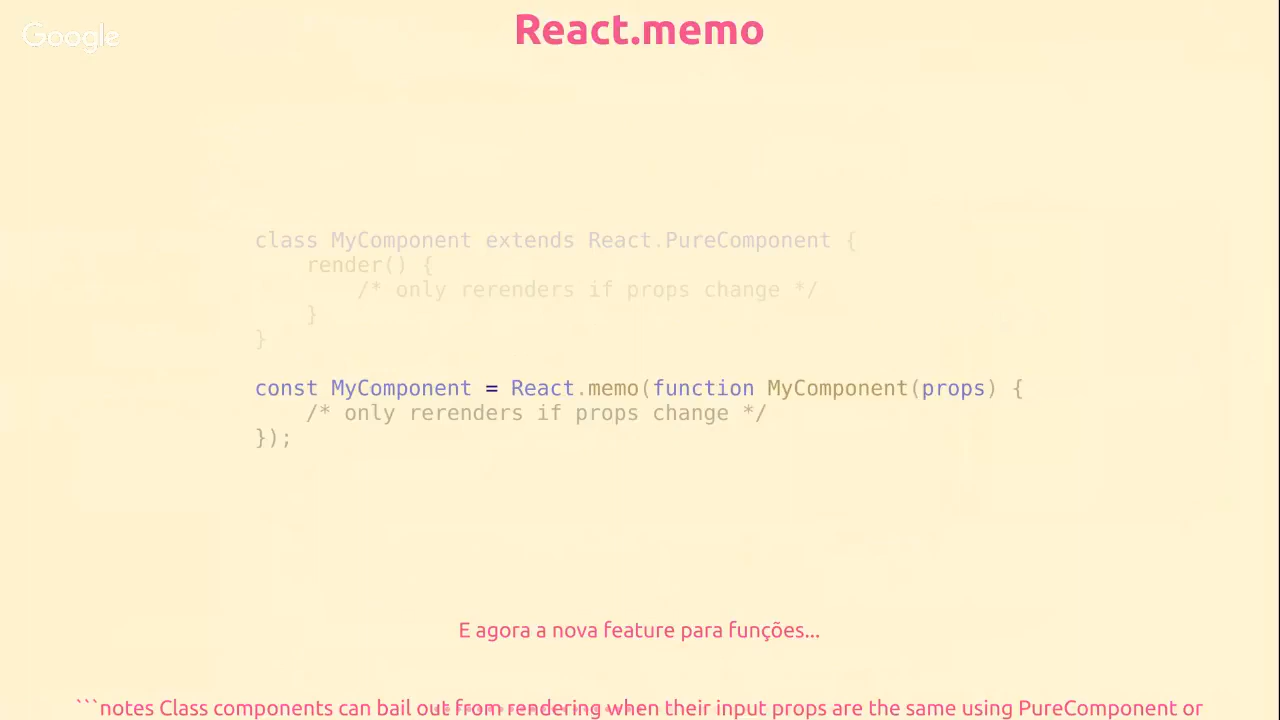 Google
React.memo
class MyComponent extends React.PureComponent {
    render() {
        /* only rerenders if props change */
    }
}
const MyComponent = React.memo(function MyComponent(props) {
    /* only rerenders if props change */
});
E agora a nova feature para funções...
```notes Class components can bail out from rendering when their input props are the same using PureComponent or